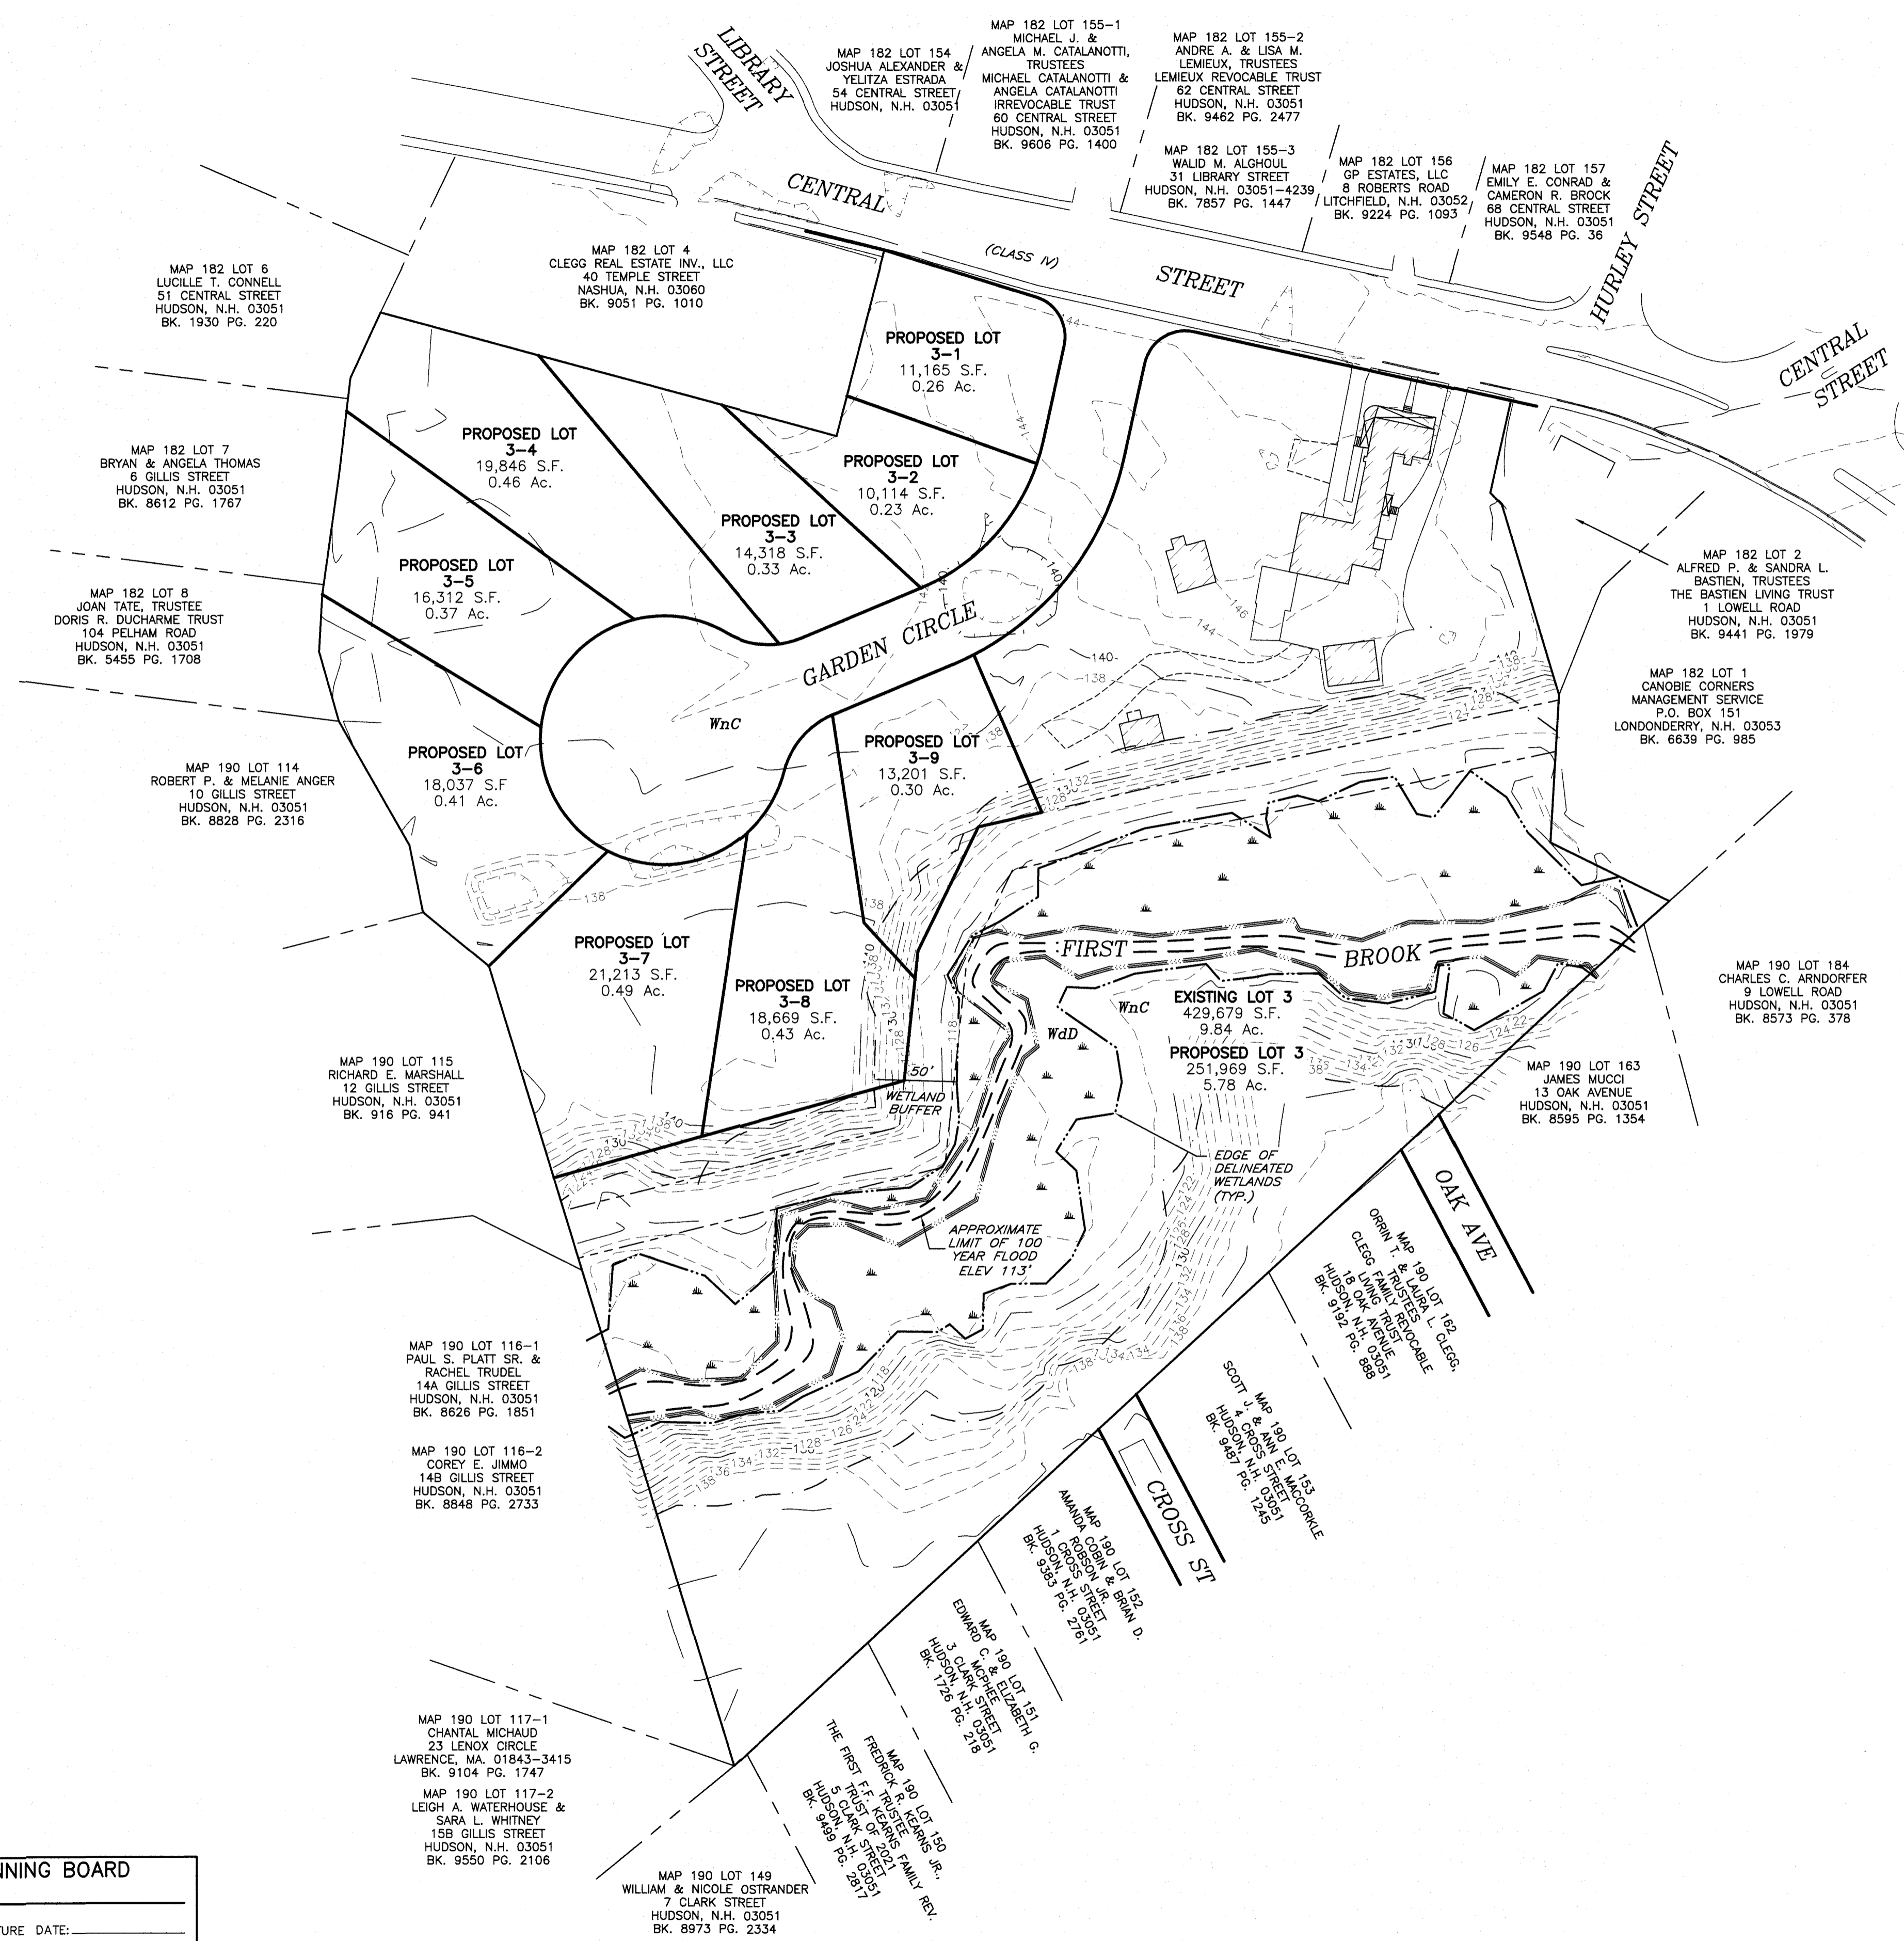 LIBRARY
STREET
MAP 182 LOT 154
JOSHUA ALEXANDER &
YELITZA ESTRADA
54 CENTRAL STREET
HUDSON, N.H. 03051
MAP 182 LOT 155-1
MICHAEL J. &
ANGELA M. CATALANOTTI,
TRUSTEES
MICHAEL CATALANOTTI &
ANGELA CATALANOTTI
IRREVOCABLE TRUST
60 CENTRAL STREET
HUDSON, N.H. 03051
BK. 9606 PG. 1400
MAP 182 LOT 155-2
ANDRE A. & LISA M.
LEMIEUX, TRUSTEES
LEMIEUX REVOCABLE TRUST
62 CENTRAL STREET
HUDSON, N.H. 03051
BK. 9462 PG. 2477
MAP 182 LOT 155-3
WALID M. ALGHOUL
31 LIBRARY STREET
HUDSON, N.H. 03051-4239
BK. 7857 PG. 1447
MAP 182 LOT 156
GP ESTATES, LLC
8 ROBERTS ROAD
LITCHFIELD, N.H. 03052
BK. 9224 PG. 1093
MAP 182 LOT 157
EMILY E. CONRAD &
CAMERON R. BROCK
68 CENTRAL STREET
HUDSON, N.H. 03051
BK. 9548 PG. 36
HURLEY STREET
CENTRAL
(CLASS IV)
STREET
CENTRAL
STREET
MAP 182 LOT 6
LUCILLE T. CONNELL
51 CENTRAL STREET
HUDSON, N.H. 03051
BK. 1930 PG. 220
MAP 182 LOT 4
CLEGG REAL ESTATE INV., LLC
40 TEMPLE STREET
NASHUA, N.H. 03060
BK. 9051 PG. 1010
144
PROPOSED LOT
3-1
11,165 S.F.
0.26 Ac.
144
PROPOSED LOT
3-4
19,846 S.F.
0.46 Ac.
PROPOSED LOT
3-2
10,114 S.F.
0.23 Ac.
MAP 182 LOT 7
BRYAN & ANGELA THOMAS
6 GILLIS STREET
HUDSON, N.H. 03051
BK. 8612 PG. 1767
PROPOSED LOT
3-3
14,318 S.F.
0.33 Ac.
PROPOSED LOT
3-5
16,312 S.F.
0.37 Ac.
140
140
146
144
MAP 182 LOT 2
ALFRED P. & SANDRA L.
BASTIEN, TRUSTEES
THE BASTIEN LIVING TRUST
1 LOWELL ROAD
HUDSON, N.H. 03051
BK. 9441 PG. 1979
MAP 182 LOT 8
JOAN TATE, TRUSTEE
DORIS R. DUCHARME TRUST
104 PELHAM ROAD
HUDSON, N.H. 03051
BK. 5455 PG. 1708
GARDEN CIRCLE
140
138
138
128
MAP 182 LOT 1
CANOBIE CORNERS
MANAGEMENT SERVICE
P.O. BOX 151
LONDONDERRY, N.H. 03053
BK. 6639 PG. 985
WnC
PROPOSED LOT
3-6
18,037 S.F
0.41 Ac.
PROPOSED LOT
3-9
13,201 S.F.
0.30 Ac.
138
132
128
MAP 190 LOT 114
ROBERT P. & MELANIE ANGER
10 GILLIS STREET
HUDSON, N.H. 03051
BK. 8828 PG. 2316
138
138
PROPOSED LOT
3-7
21,213 S.F.
0.49 Ac.
PROPOSED LOT
3-8
18,669 S.F.
0.43 Ac.
140
138
132
130
128
118
FIRST
BROOK
WnC
WdD
EXISTING LOT 3
429,679 S.F.
9.84 Ac.
PROPOSED LOT 3
251,969 S.F.
5.78 Ac.
MAP 190 LOT 184
CHARLES C. ARNDORFER
9 LOWELL ROAD
HUDSON, N.H. 03051
BK. 8573 PG. 378
MAP 190 LOT 115
RICHARD E. MARSHALL
12 GILLIS STREET
HUDSON, N.H. 03051
BK. 916 PG. 941
50'
WETLAND
BUFFER
MAP 190 LOT 163
JAMES MUCCI
13 OAK AVENUE
HUDSON, N.H. 03051
BK. 8595 PG. 1354
EDGE OF
DELINEATED
WETLANDS
(TYP.)
OAK AVE
APPROXIMATE
LIMIT OF 100
YEAR FLOOD
ELEV 113'
MAP 190 LOT 162
ORRIN T. & LAURA L. CLEGG,
TRUSTEES
CLEGG FAMILY REVOCABLE
LIVING TRUST
18 OAK AVENUE
HUDSON, N.H. 03051
BK. 9192 PG. 888
MAP 190 LOT 116-1
PAUL S. PLATT SR. &
RACHEL TRUDEL
14A GILLIS STREET
HUDSON, N.H. 03051
BK. 8626 PG. 1851
MAP 190 LOT 116-2
COREY E. JIMMO
14B GILLIS STREET
HUDSON, N.H. 03051
BK. 8848 PG. 2733
MAP 190 LOT 153
SCOTT J. & ANN E. MACCORKLE
4 CROSS STREET
HUDSON, N.H. 03051
BK. 9487 PG. 1245
CROSS ST
MAP 190 LOT 152
AMANDA COBIN & BRIAN D.
ROBSON JR.
1 CROSS STREET
HUDSON, N.H. 03051
BK. 9383 PG. 2761
MAP 190 LOT 151
EDWARD C. & ELIZABETH G.
MCPHEE
3 CLARK STREET
HUDSON, N.H. 03051
BK. 1726 PG. 218
MAP 190 LOT 150
FREDRICK R. KEARNS JR.,
TRUSTEE
THE FIRST F.F. KEARNS FAMILY REV.
TRUST OF 2021
5 CLARK STREET
HUDSON, N.H. 03051
BK. 9499 PG. 2817
MAP 190 LOT 117-1
CHANTAL MICHAUD
23 LENOX CIRCLE
LAWRENCE, MA. 01843-3415
BK. 9104 PG. 1747
MAP 190 LOT 117-2
LEIGH A. WATERHOUSE &
SARA L. WHITNEY
15B GILLIS STREET
HUDSON, N.H. 03051
BK. 9550 PG. 2106
MAP 190 LOT 149
WILLIAM & NICOLE OSTRANDER
7 CLARK STREET
HUDSON, N.H. 03051
BK. 8973 PG. 2334
NNING BOARD
TURE DATE: